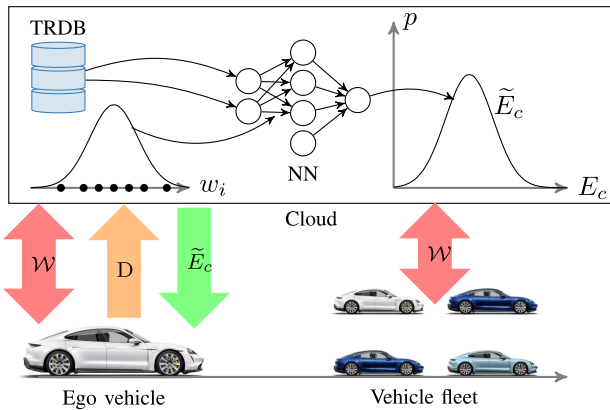 TRDB
p
Ẽ_c
NN
w_i
E_c
Cloud
𝒲
D
Ẽ_c
𝒲
Ego vehicle
Vehicle fleet